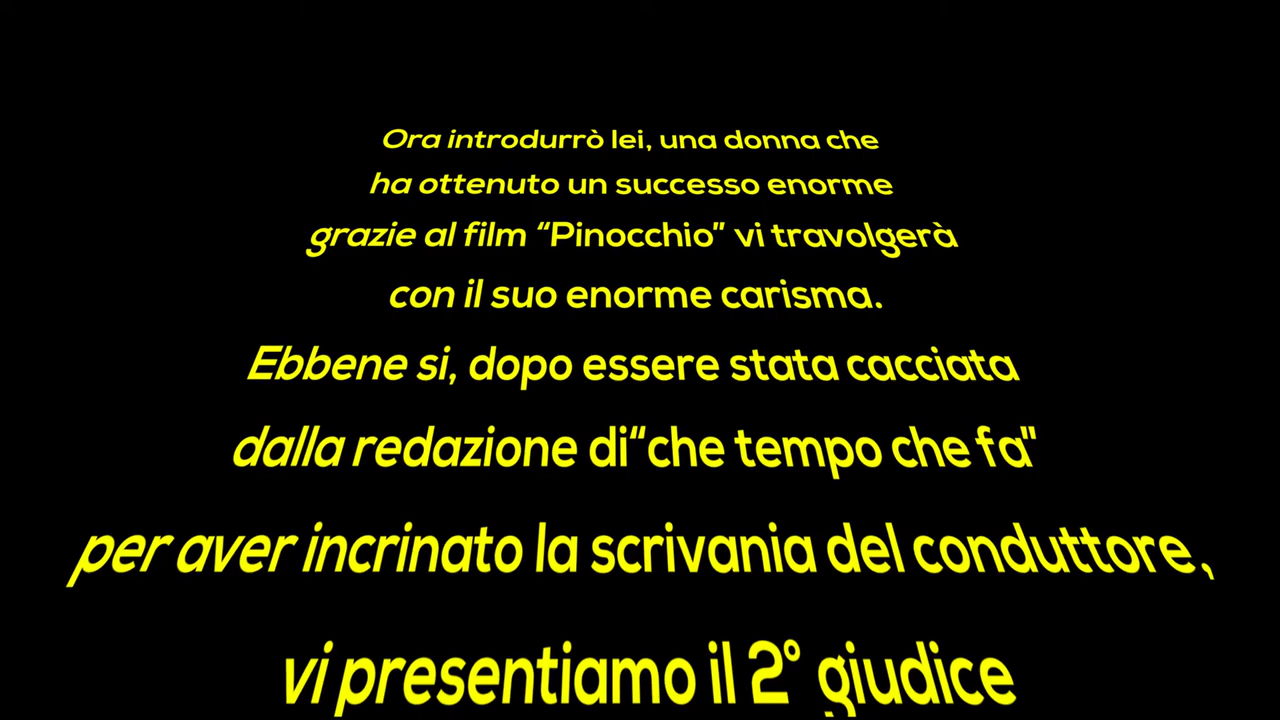 Ora introdurrò lei, una donna che
ha ottenuto un successo enorme
grazie al film “Pinocchio” vi travolgerà
con il suo enorme carisma.
Ebbene si, dopo essere stata cacciata
dalla redazione di“che tempo che fa"
per aver incrinato la scrivania del conduttore,
vi presentiamo il 2° giudice